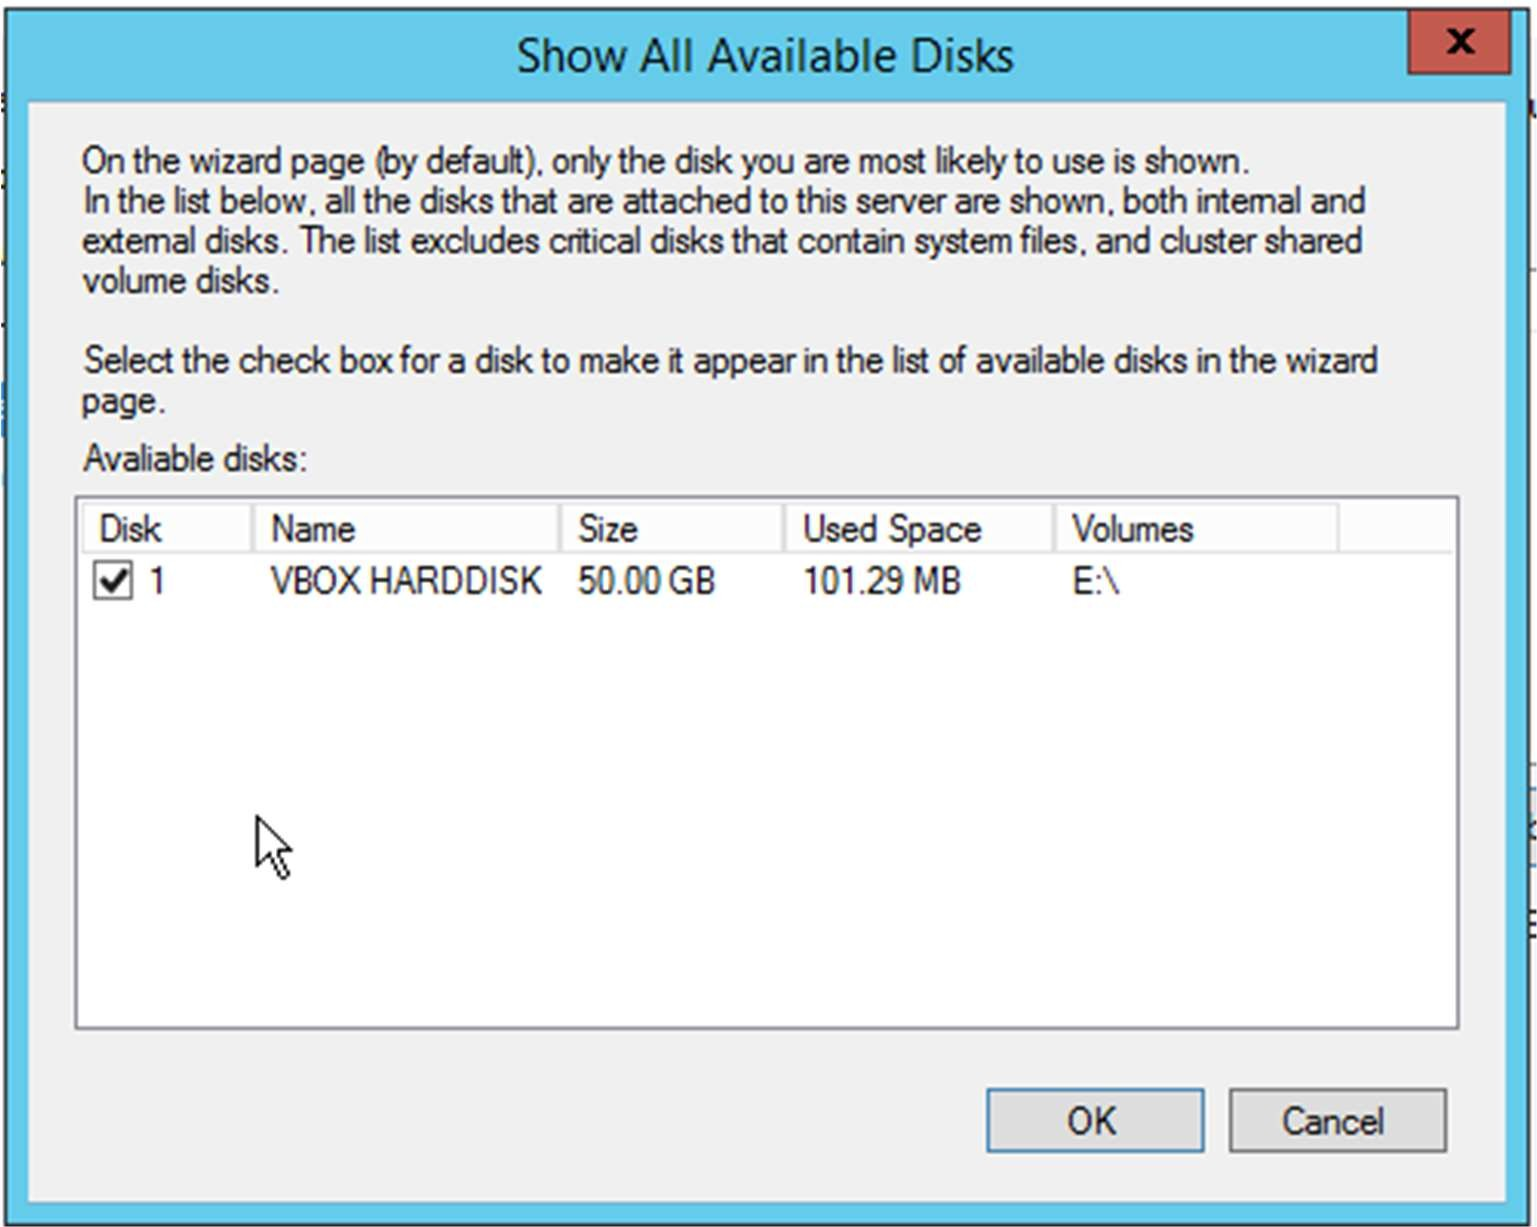 Show All Available Disks
x
On the wizard page (by default), only the disk you are most likely to use is shown.
In the list below, all the disks that are attached to this server are shown, both internal and
external disks. The list excludes critical disks that contain system files, and cluster shared
volume disks.
Select the check box for a disk to make it appear in the list of available disks in the wizard
page.
Avaliable disks:
Disk Name Size Used Space Volumes
1 VBOX HARDDISK 50.00 GB 101.29 MB E:\
OK Cancel